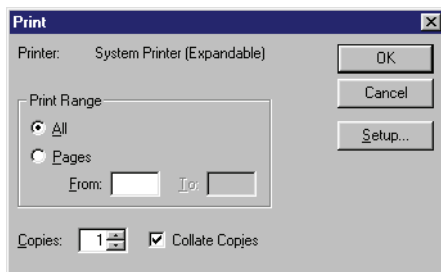 Print
Printer: System Printer (Expandable)
OK
Cancel
Setup...
Print Range
All
Pages
From: To:
Copies: 1 Collate Copies